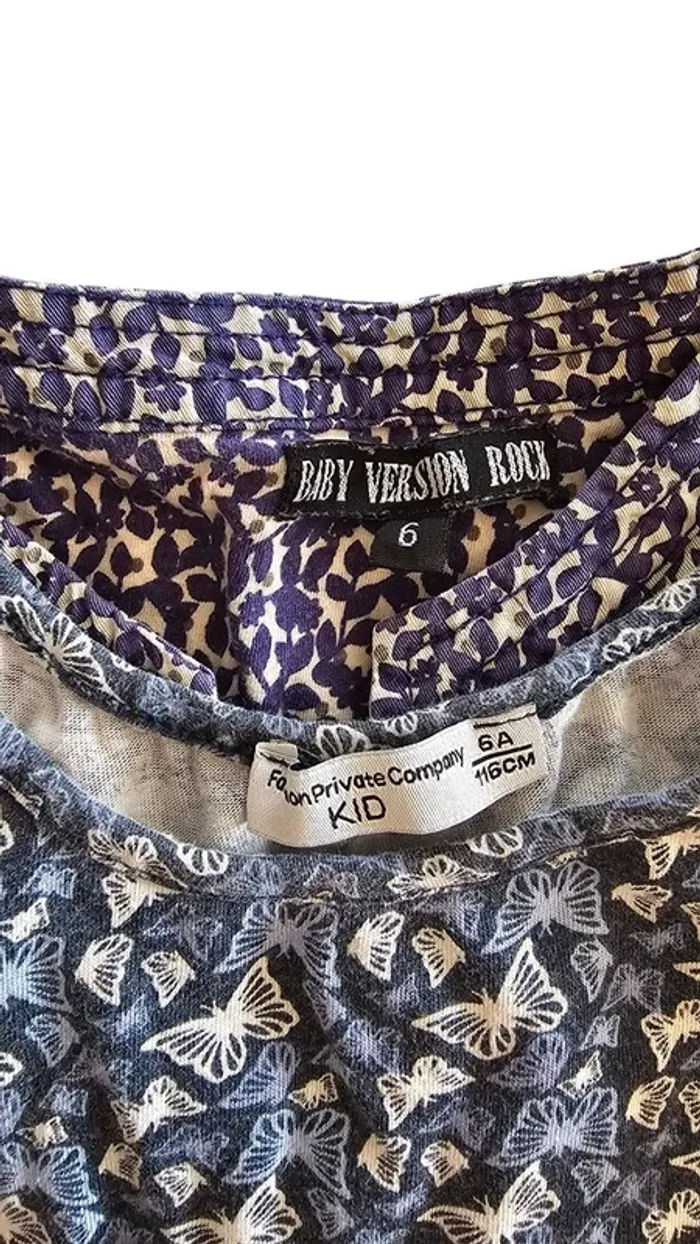 BABY VERSION ROCK
6
Private Company
KID
6A
116CM